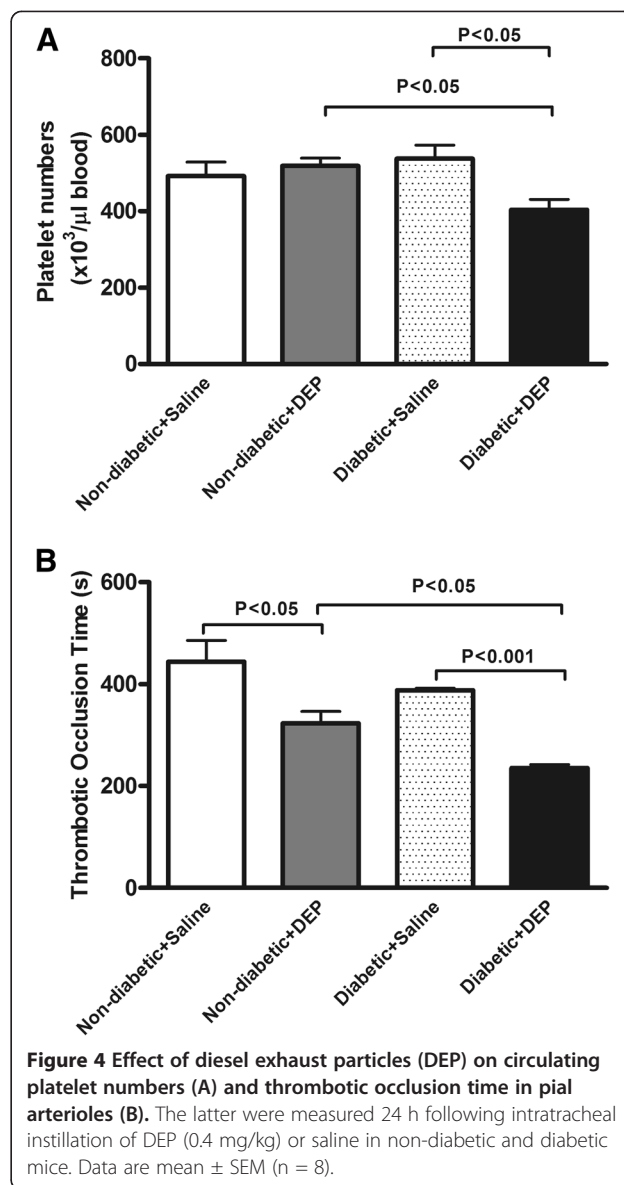 A
P<0.05
P<0.05
Platelet numbers
(x10³/µl blood)
800
600
400
200
0
Non-diabetic+Saline
Non-diabetic+DEP
Diabetic+Saline
Diabetic+DEP
B
P<0.05
P<0.05
P<0.001
Thrombotic Occlusion Time (s)
600
400
200
0
Non-diabetic+Saline
Non-diabetic+DEP
Diabetic+Saline
Diabetic+DEP
Figure 4 Effect of diesel exhaust particles (DEP) on circulating
platelet numbers (A) and thrombotic occlusion time in pial
arterioles (B). The latter were measured 24 h following intratracheal
instillation of DEP (0.4 mg/kg) or saline in non-diabetic and diabetic
mice. Data are mean ± SEM (n = 8).